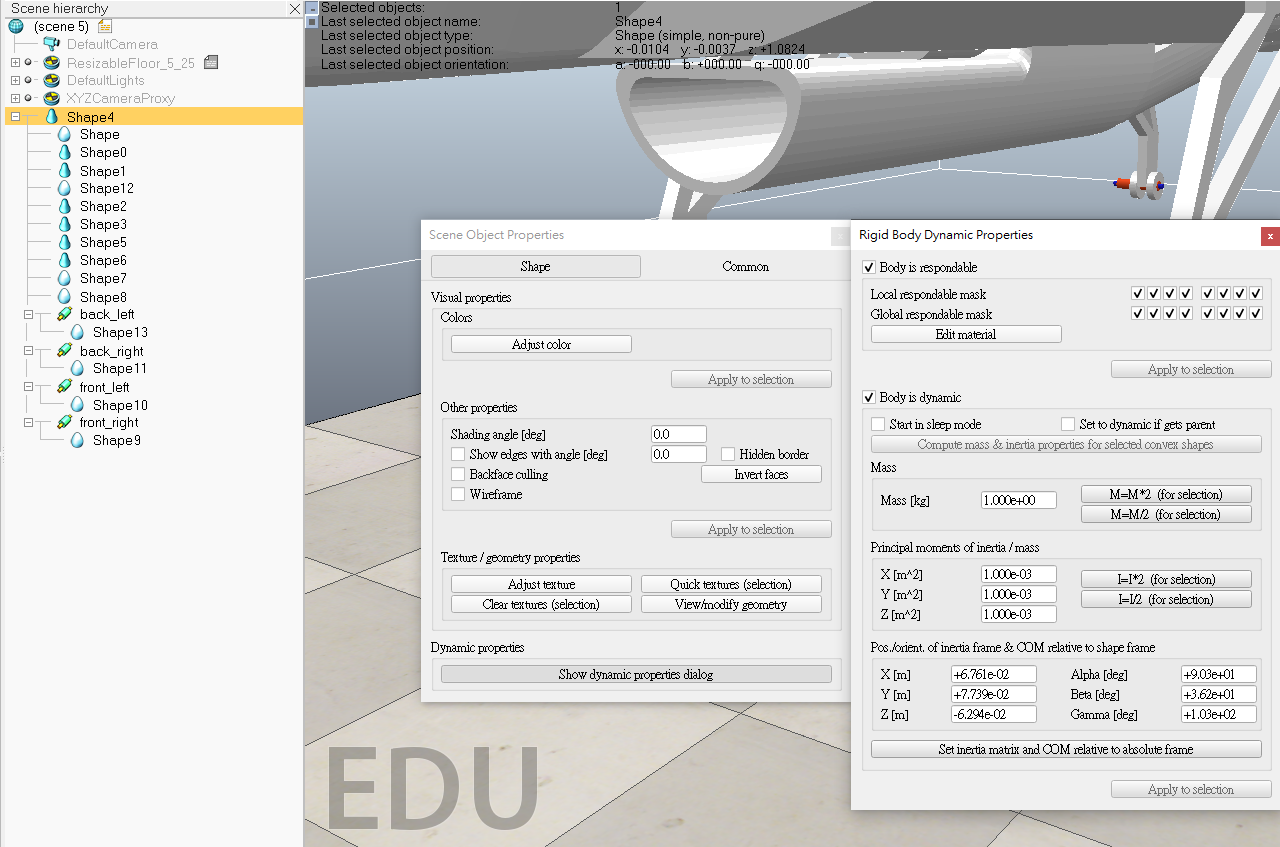 Scene hierarchy
(scene 5)
DefaultCamera
ResizableFloor_5_25
DefaultLights
XYZCameraProxy
Shape4
Shape
Shape0
Shape1
Shape12
Shape2
Shape3
Shape5
Shape6
Shape7
Shape8
back_left
Shape13
back_right
Shape11
front_left
Shape10
front_right
Shape9
Selected objects: 1
Last selected object name: Shape4
Last selected object type: Shape (simple, non-pure)
Last selected object position: x: -0.0104 y: -0.0037 z: +1.0824
Last selected object orientation: a: -000.00 b: +000.00 g: -000.00
Scene Object Properties
Shape Common
Visual properties
Colors
Adjust color
Apply to selection
Other properties
Shading angle [deg] 0.0
Show edges with angle [deg] 0.0 Hidden border
Backface culling Invert faces
Wireframe
Apply to selection
Texture / geometry properties
Adjust texture Quick textures (selection)
Clear textures (selection) View/modify geometry
Dynamic properties
Show dynamic properties dialog
Rigid Body Dynamic Properties
x
Body is respondable
Local respondable mask
Global respondable mask
Edit material
Apply to selection
Body is dynamic
Start in sleep mode Set to dynamic if gets parent
Compute mass & inertia properties for selected convex shapes
Mass
Mass [kg] 1.000e+00 M=M*2 (for selection)
M=M/2 (for selection)
Principal moments of inertia / mass
X [m^2] 1.000e-03 I=I*2 (for selection)
Y [m^2] 1.000e-03 I=I/2 (for selection)
Z [m^2] 1.000e-03
Pos./orient. of inertia frame & COM relative to shape frame
X [m] +6.761e-02 Alpha [deg] +9.03e+01
Y [m] +7.739e-02 Beta [deg] +3.62e+01
Z [m] -6.294e-02 Gamma [deg] +1.03e+02
Set inertia matrix and COM relative to absolute frame
Apply to selection
EDU